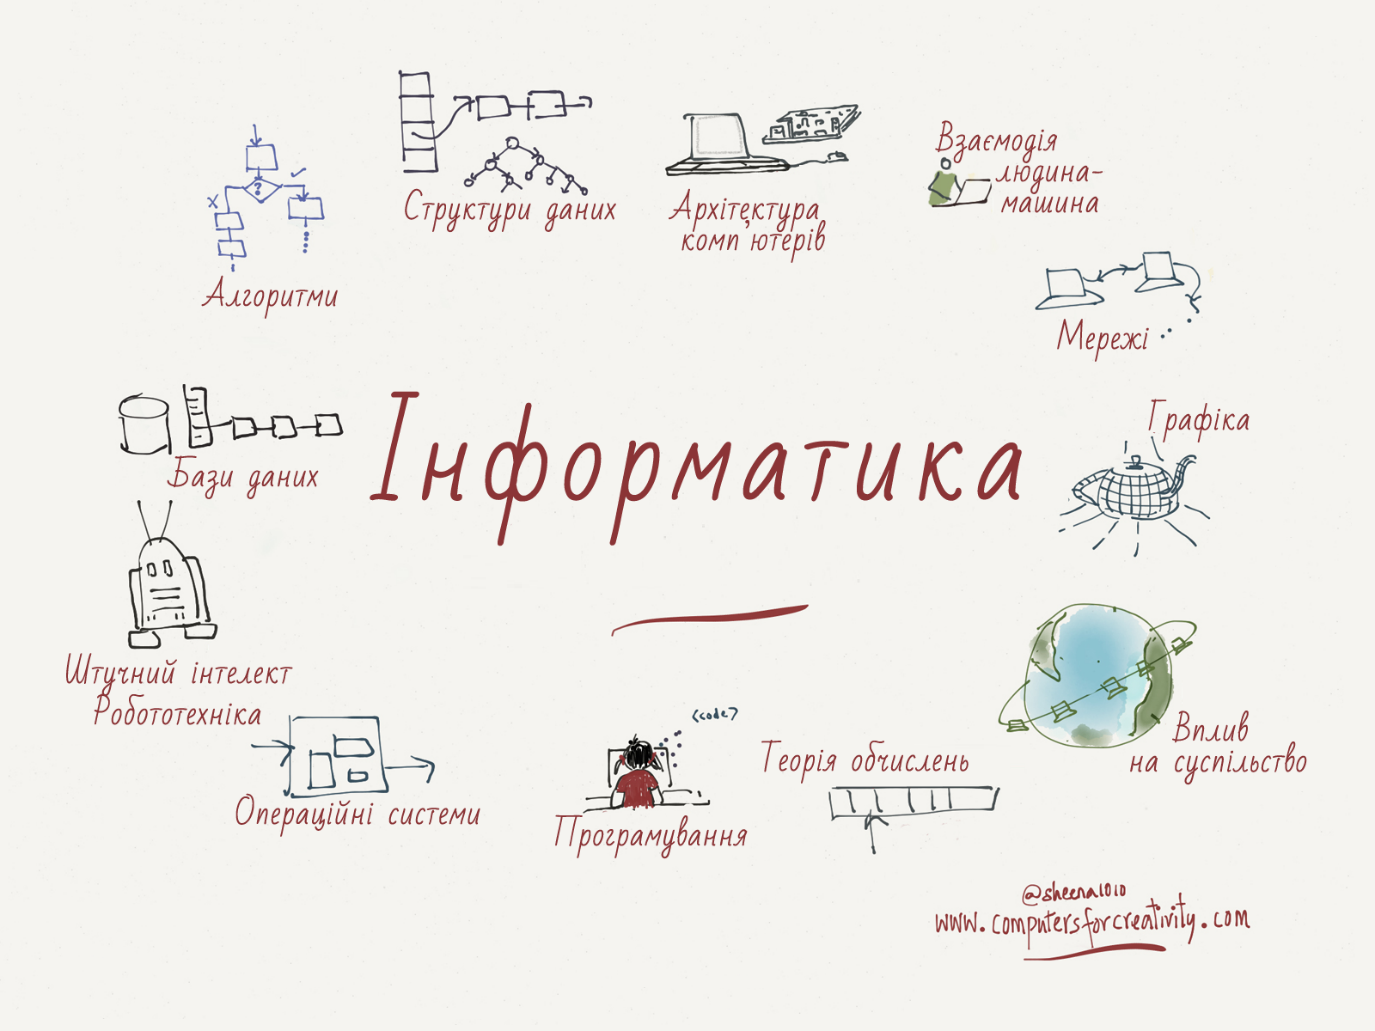 Взаємодія
людина-
машина
Структури даних
Архітектура
комп'ютерів
?
x
Алгоритми
Мережі
Графіка
Бази даних
Інформатика
Штучний інтелект
Робототехніка
<code>
Вплив
на суспільство
Теорія обчислень
Операційні системи
Програмування
@sheena1010
www.computersforcreativity.com